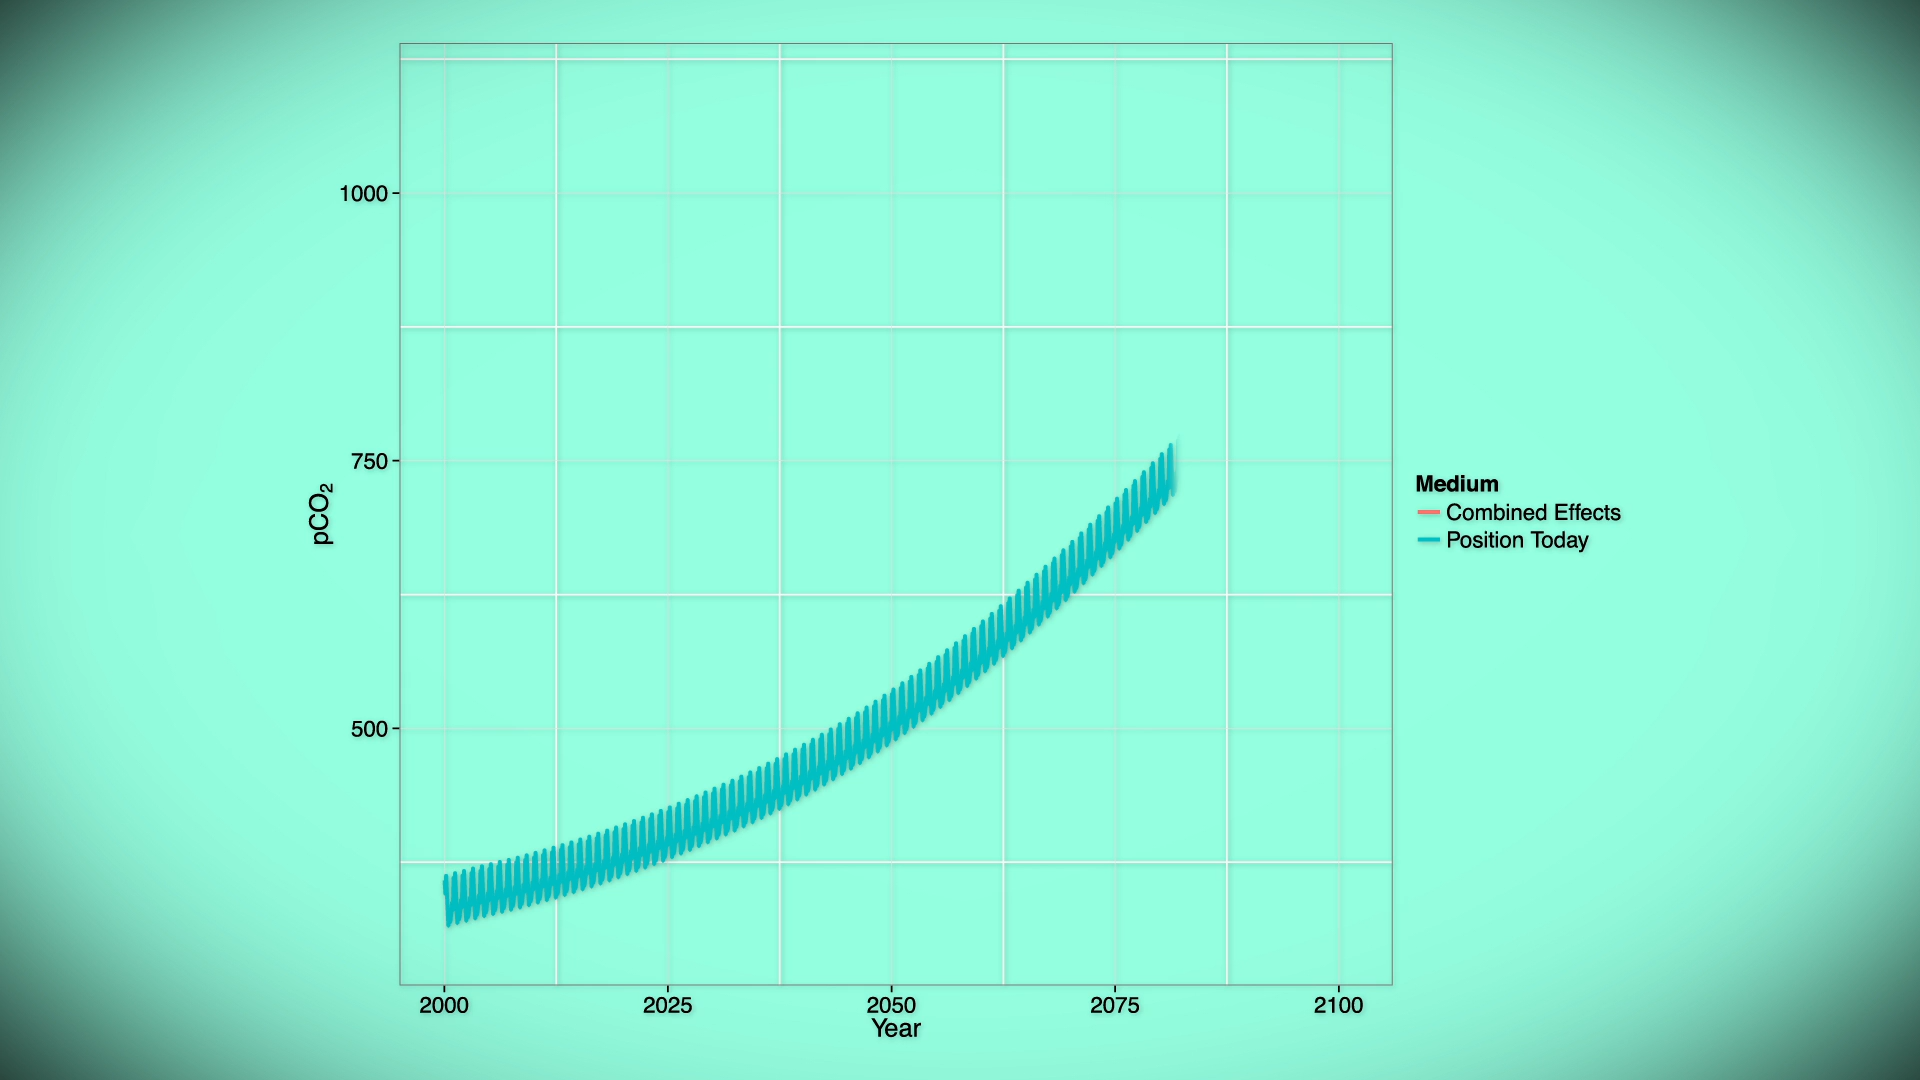 1000
750
500
pCO₂
2000 2025 2050 2075 2100
Year
Medium
Combined Effects
Position Today